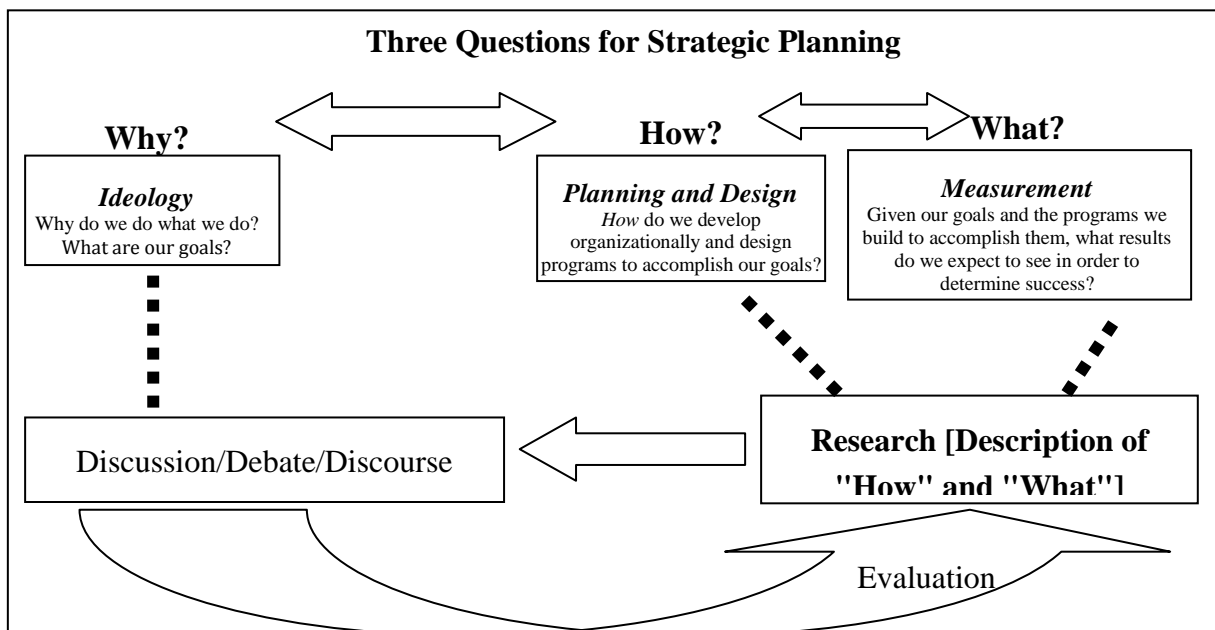 Three Questions for Strategic Planning
Why?
Ideology
Why do we do what we do?
What are our goals?
How?
Planning and Design
How do we develop
organizationally and design
programs to accomplish our goals?
What?
Measurement
Given our goals and the programs we
build to accomplish them, what results
do we expect to see in order to
determine success?
Discussion/Debate/Discourse
Research [Description of
"How" and "What"]
Evaluation